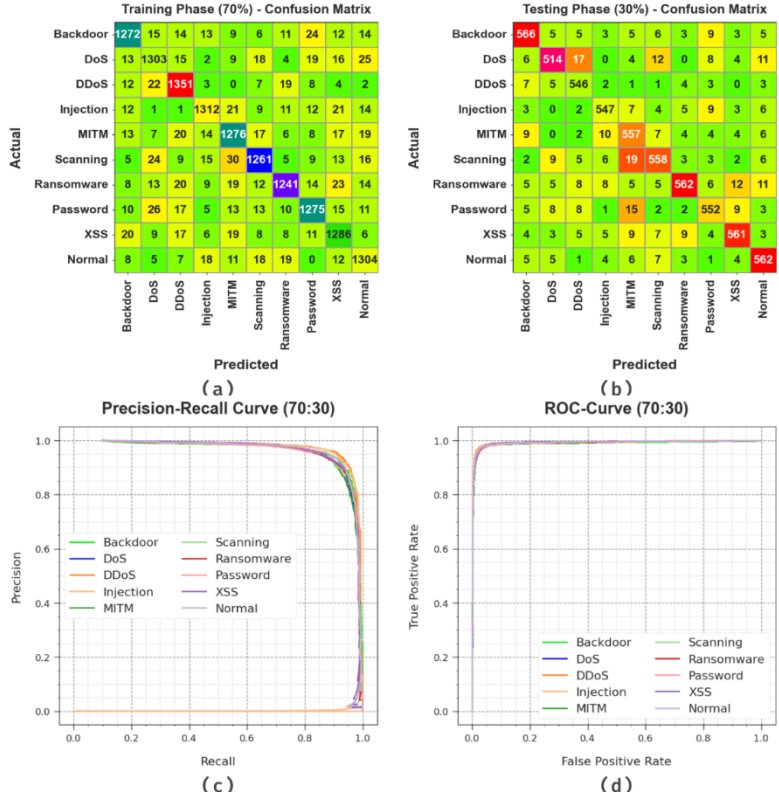 Training Phase (70%) - Confusion Matrix
Actual
Backdoor 1272 15 14 13 9 6 11 24 12 14
DoS 13 1303 15 2 9 18 4 19 16 25
DDoS 12 22 1351 3 0 7 19 8 4 2
Injection 12 1 1 1312 21 9 11 12 21 14
MITM 13 7 20 14 1276 17 6 8 17 19
Scanning 5 24 9 15 30 1261 5 9 13 16
Ransomware 8 13 20 9 19 12 1241 14 23 14
Password 10 26 17 5 13 13 10 1275 15 11
XSS 20 9 17 6 19 8 8 11 1286 6
Normal 8 5 7 18 11 18 19 0 12 1304
Backdoor DoS DDoS Injection MITM Scanning Ransomware Password XSS Normal
Predicted
(a)
Testing Phase (30%) - Confusion Matrix
Actual
Backdoor 566 5 5 3 5 6 3 9 3 5
DoS 6 514 17 0 4 12 0 8 4 11
DDoS 7 5 546 2 1 1 4 3 0 3
Injection 3 0 2 547 7 4 5 9 3 6
MITM 9 0 2 10 557 7 4 4 4 6
Scanning 2 9 5 6 19 558 3 3 2 6
Ransomware 5 5 8 8 5 5 562 6 12 11
Password 5 8 8 1 15 2 2 552 9 3
XSS 4 3 5 5 9 7 9 4 561 3
Normal 5 5 1 4 6 7 3 1 4 562
Backdoor DoS DDoS Injection MITM Scanning Ransomware Password XSS Normal
Predicted
(b)
Precision-Recall Curve (70:30)
Precision
1.0
0.8
0.6
0.4
0.2
0.0
Backdoor Scanning
DoS Ransomware
DDoS Password
Injection XSS
MITM Normal
0.0 0.2 0.4 0.6 0.8 1.0
Recall
(c)
ROC-Curve (70:30)
True Positive Rate
1.0
0.8
0.6
0.4
0.2
0.0
Backdoor Scanning
DoS Ransomware
DDoS Password
Injection XSS
MITM Normal
0.0 0.2 0.4 0.6 0.8 1.0
False Positive Rate
(d)